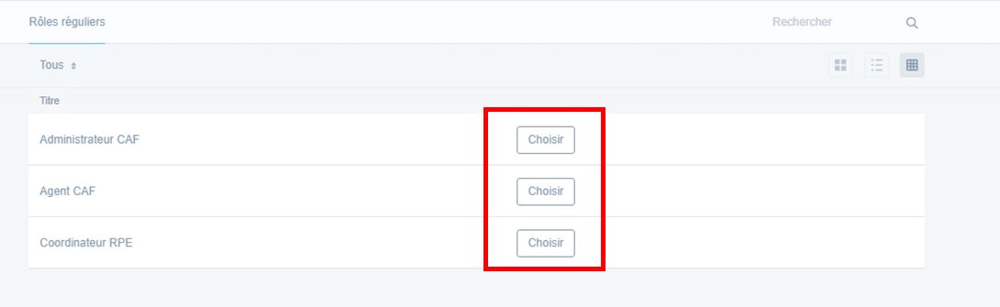 Rôles réguliers
Rechercher
Tous
Titre
Administrateur CAF Choisir
Agent CAF Choisir
Coordinateur RPE Choisir